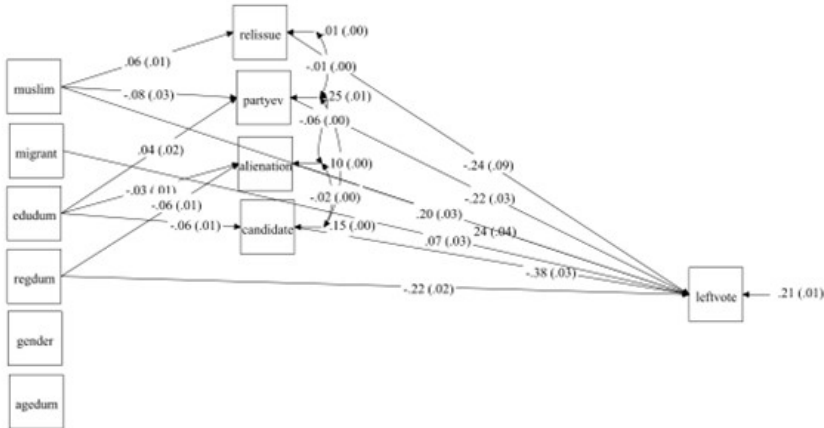 relissue
.01 (.00)
.06 (.01)
-.01 (.00)
muslim
partyev
.25 (.01)
-.08 (.03)
-.06 (.00)
migrant
.04 (.02)
alienation
.10 (.00)
-.24 (.09)
-.03 (.01)
-.22 (.03)
edudum
-.06 (.01)
-.02 (.00)
.20 (.03)
-.06 (.01)
candidate
.15 (.00)
.24 (.04)
.07 (.03)
regdum
-.38 (.03)
-.22 (.02)
leftvote
.21 (.01)
gender
agedum